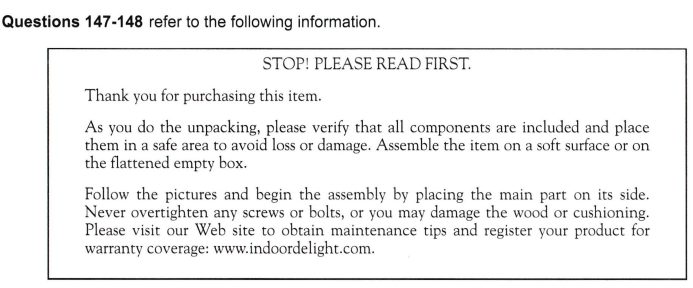 Questions 147-148 refer to the following information.
STOP! PLEASE READ FIRST.
Thank you for purchasing this item.
As you do the unpacking, please verify that all components are included and place
them in a safe area to avoid loss or damage. Assemble the item on a soft surface or on
the flattened empty box.
Follow the pictures and begin the assembly by placing the main part on its side.
Never overtighten any screws or bolts, or you may damage the wood or cushioning.
Please visit our Web site to obtain maintenance tips and register your product for
warranty coverage: www.indoordelight.com.